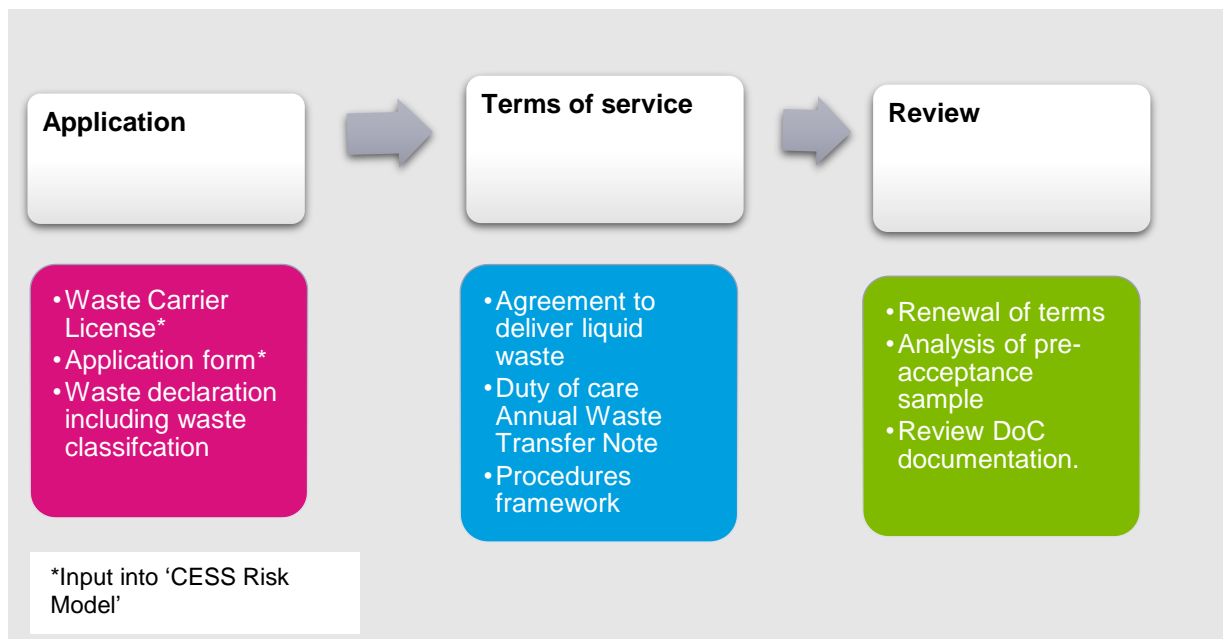 Application
Terms of service
Review
•Waste Carrier
License*
•Application form*
•Waste declaration
including waste
classifcation
•Agreement to
deliver liquid
waste
•Duty of care
Annual Waste
Transfer Note
•Procedures
framework
•Renewal of terms
•Analysis of pre-
acceptance
sample
•Review DoC
documentation.
*Input into ‘CESS Risk
Model’